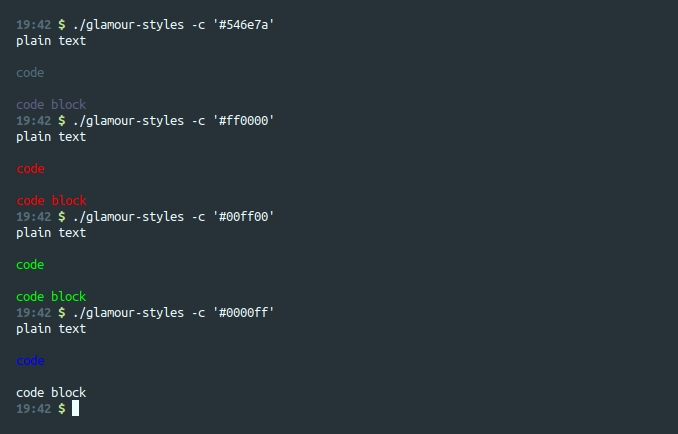 19:42 $ ./glamour-styles -c '#546e7a'
plain text
code
code block
19:42 $ ./glamour-styles -c '#ff0000'
plain text
code
code block
19:42 $ ./glamour-styles -c '#00ff00'
plain text
code
code block
19:42 $ ./glamour-styles -c '#0000ff'
plain text
code
code block
19:42 $